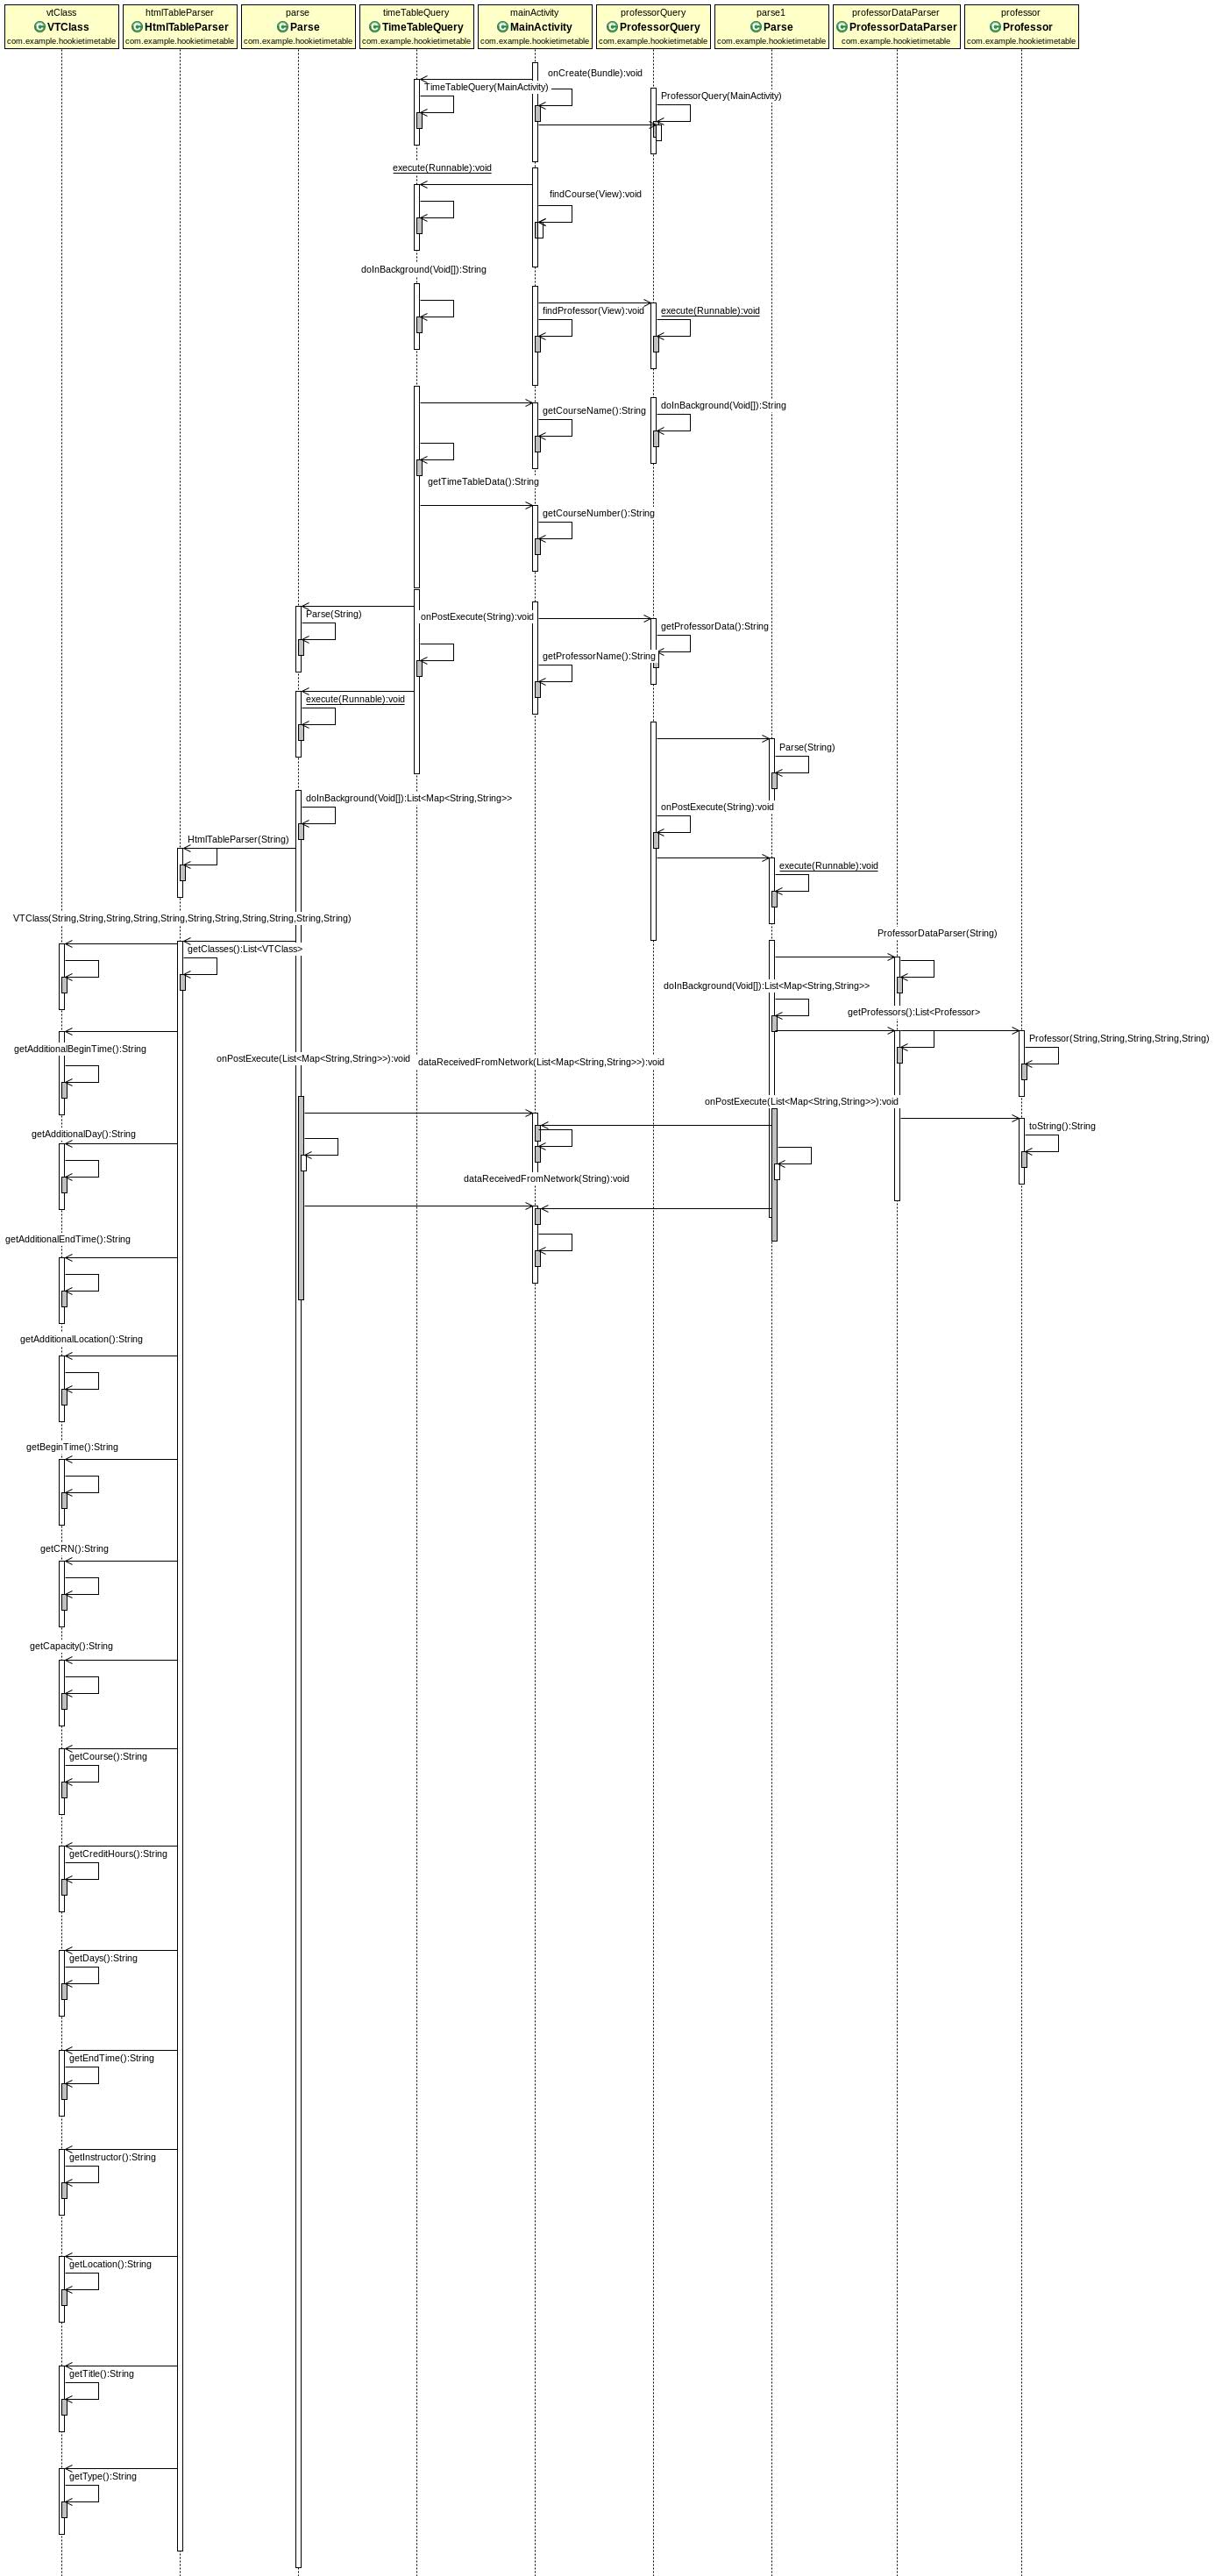 vtClass
VTClass
com.example.hookietimetable
htmlTableParser
HtmlTableParser
com.example.hookietimetable
parse
Parse
com.example.hookietimetable
timeTableQuery
TimeTableQuery
com.example.hookietimetable
mainActivity
MainActivity
com.example.hookietimetable
professorQuery
ProfessorQuery
com.example.hookietimetable
parse1
Parse
com.example.hookietimetable
professorDataParser
ProfessorDataParser
com.example.hookietimetable
professor
Professor
com.example.hookietimetable
onCreate(Bundle):void
TimeTableQuery(MainActivity)
ProfessorQuery(MainActivity)
execute(Runnable):void
findCourse(View):void
doInBackground(Void[]):String
findProfessor(View):void
execute(Runnable):void
getCourseName():String
doInBackground(Void[]):String
getTimeTableData():String
getCourseNumber():String
Parse(String)
onPostExecute(String):void
getProfessorData():String
getProfessorName():String
execute(Runnable):void
Parse(String)
doInBackground(Void[]):List<Map<String,String>>
onPostExecute(String):void
HtmlTableParser(String)
execute(Runnable):void
VTClass(String,String,String,String,String,String,String,String,String,String,String)
ProfessorDataParser(String)
getClasses():List<VTClass>
doInBackground(Void[]):List<Map<String,String>>
getProfessors():List<Professor>
Professor(String,String,String,String,String)
getAdditionalBeginTime():String
onPostExecute(List<Map<String,String>>):void
dataReceivedFromNetwork(List<Map<String,String>>):void
onPostExecute(List<Map<String,String>>):void
toString():String
getAdditionalDay():String
dataReceivedFromNetwork(String):void
getAdditionalEndTime():String
getAdditionalLocation():String
getBeginTime():String
getCRN():String
getCapacity():String
getCourse():String
getCreditHours():String
getDays():String
getEndTime():String
getInstructor():String
getLocation():String
getTitle():String
getType():String